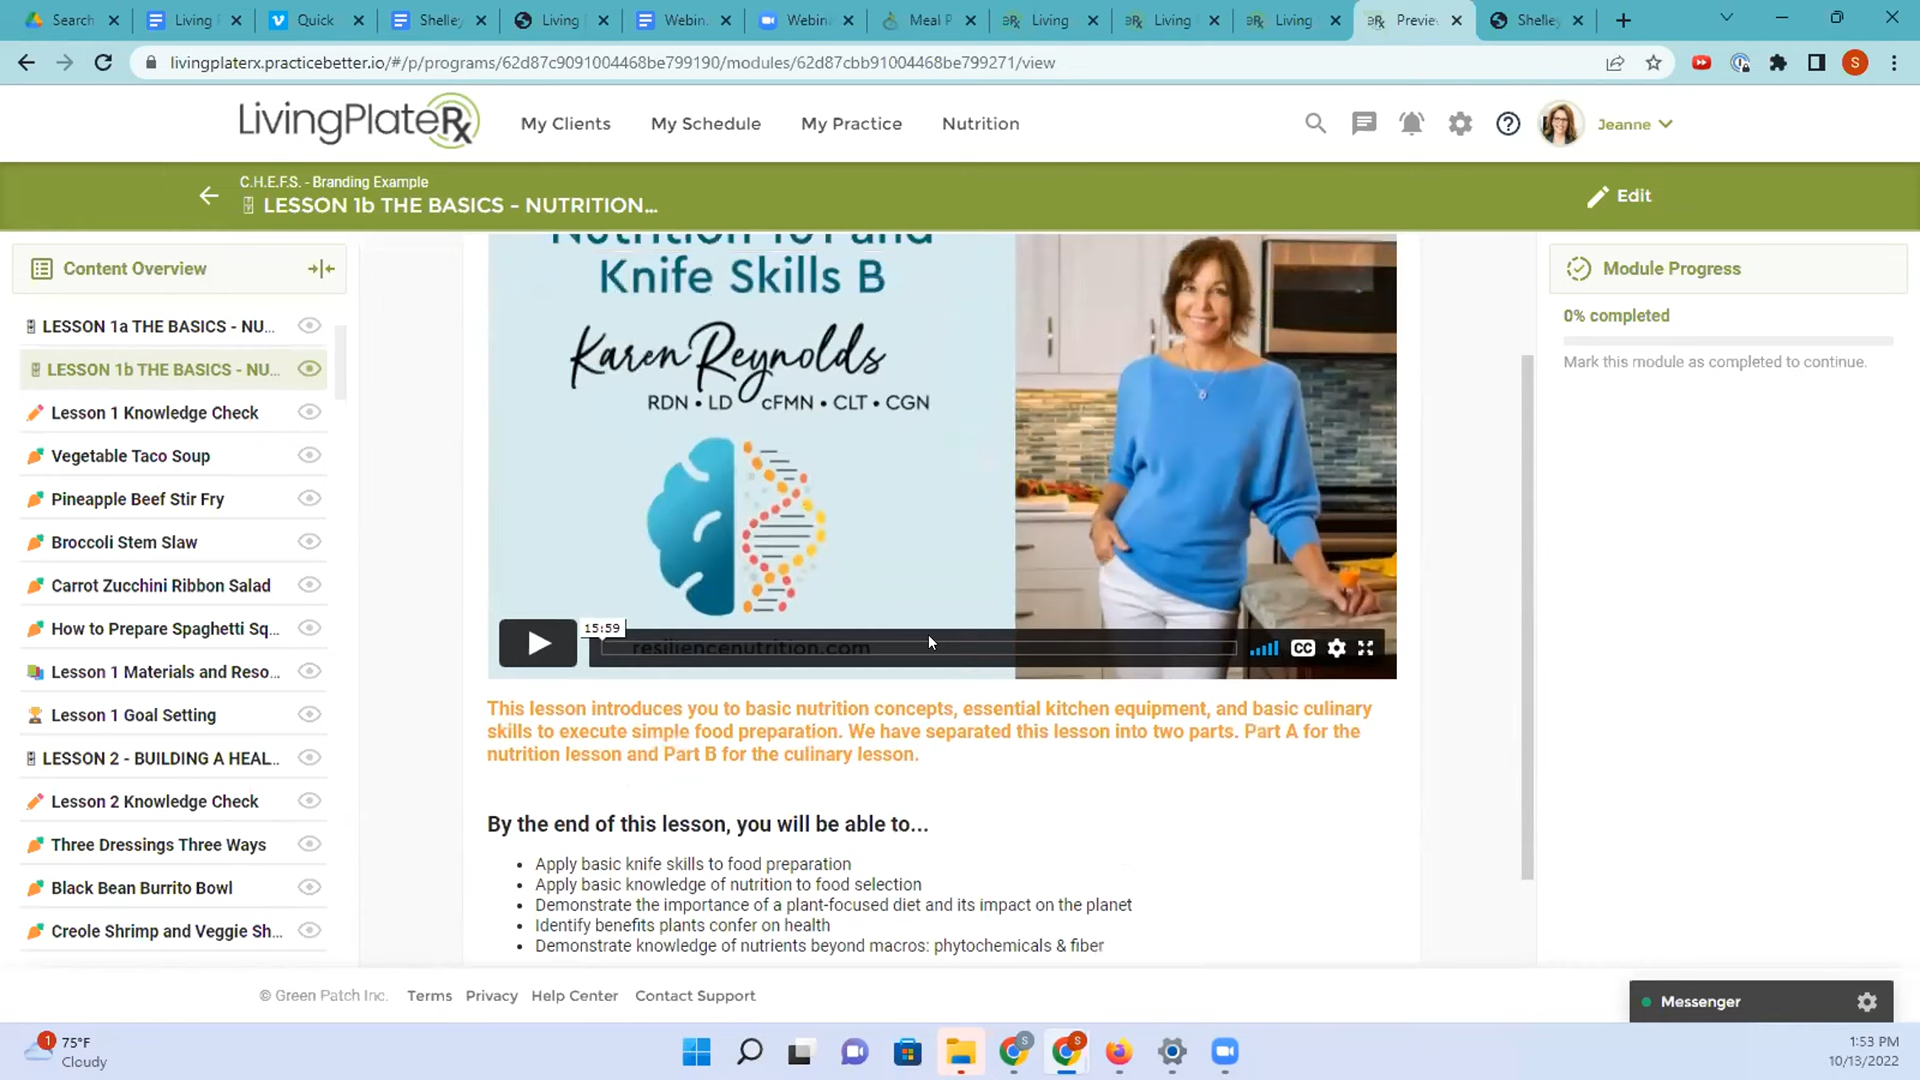 Search
Living
Quick
Shelley
Living
Webin
Webin
Meal P
Living
Living
Living
Preview
Shelley
livingplaterx.practicebetter.io/#/p/programs/62d87c9091004468be799190/modules/62d87cbb91004468be799271/view
S
LivingPlateRx
My Clients
My Schedule
My Practice
Nutrition
Jeanne
C.H.E.F.S. - Branding Example
LESSON 1b THE BASICS - NUTRITION...
Edit
Content Overview
LESSON 1a THE BASICS - NU...
LESSON 1b THE BASICS - NU...
Lesson 1 Knowledge Check
Vegetable Taco Soup
Pineapple Beef Stir Fry
Broccoli Stem Slaw
Carrot Zucchini Ribbon Salad
How to Prepare Spaghetti Sq...
Lesson 1 Materials and Reso...
Lesson 1 Goal Setting
LESSON 2 - BUILDING A HEAL...
Lesson 2 Knowledge Check
Three Dressings Three Ways
Black Bean Burrito Bowl
Creole Shrimp and Veggie Sh...
Nutrition 101 and
Knife Skills B
Karen Reynolds
RDN • LD cFMN • CLT • CGN
15:59
resiliencenutrition.com
CC
This lesson introduces you to basic nutrition concepts, essential kitchen equipment, and basic culinary
skills to execute simple food preparation. We have separated this lesson into two parts. Part A for the
nutrition lesson and Part B for the culinary lesson.
By the end of this lesson, you will be able to...
• Apply basic knife skills to food preparation
• Apply basic knowledge of nutrition to food selection
• Demonstrate the importance of a plant-focused diet and its impact on the planet
• Identify benefits plants confer on health
• Demonstrate knowledge of nutrients beyond macros: phytochemicals & fiber
Module Progress
0% completed
Mark this module as completed to continue.
© Green Patch Inc.
Terms
Privacy
Help Center
Contact Support
Messenger
1
75°F
Cloudy
S
S
1:53 PM
10/13/2022